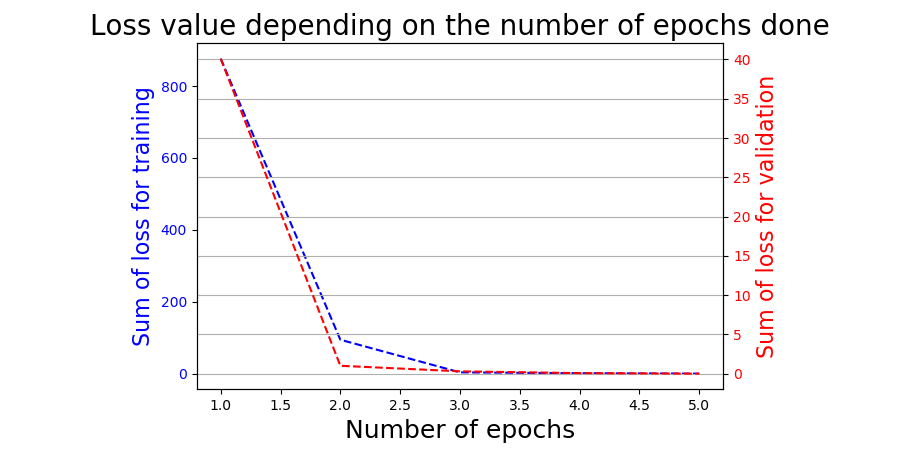 Loss value depending on the number of epochs done
Sum of loss for training
800
600
400
200
0
40
35
30
25
20
15
10
5
0
Sum of loss for validation
1.0 1.5 2.0 2.5 3.0 3.5 4.0 4.5 5.0
Number of epochs